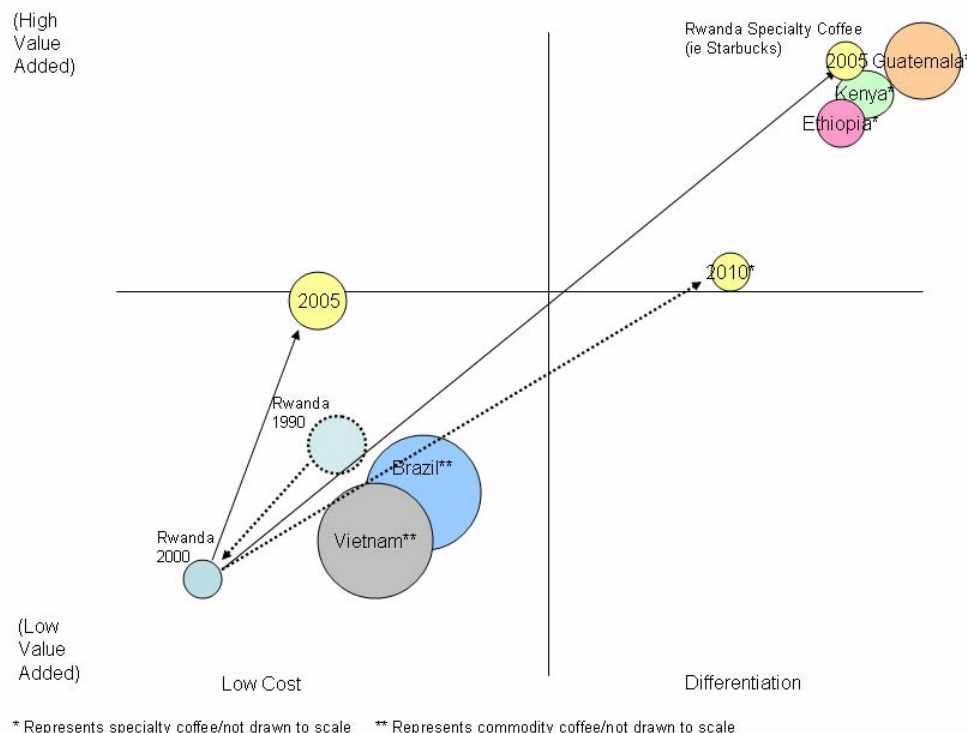 (High
Value
Added)
Rwanda Specialty Coffee
(ie Starbucks)
2005
Guatemala*
Kenya*
Ethiopia*
2010*
2005
Rwanda
1990
Brazil**
Vietnam**
Rwanda
2000
(Low
Value
Added)
Low Cost
Differentiation
* Represents specialty coffee/not drawn to scale ** Represents commodity coffee/not drawn to scale